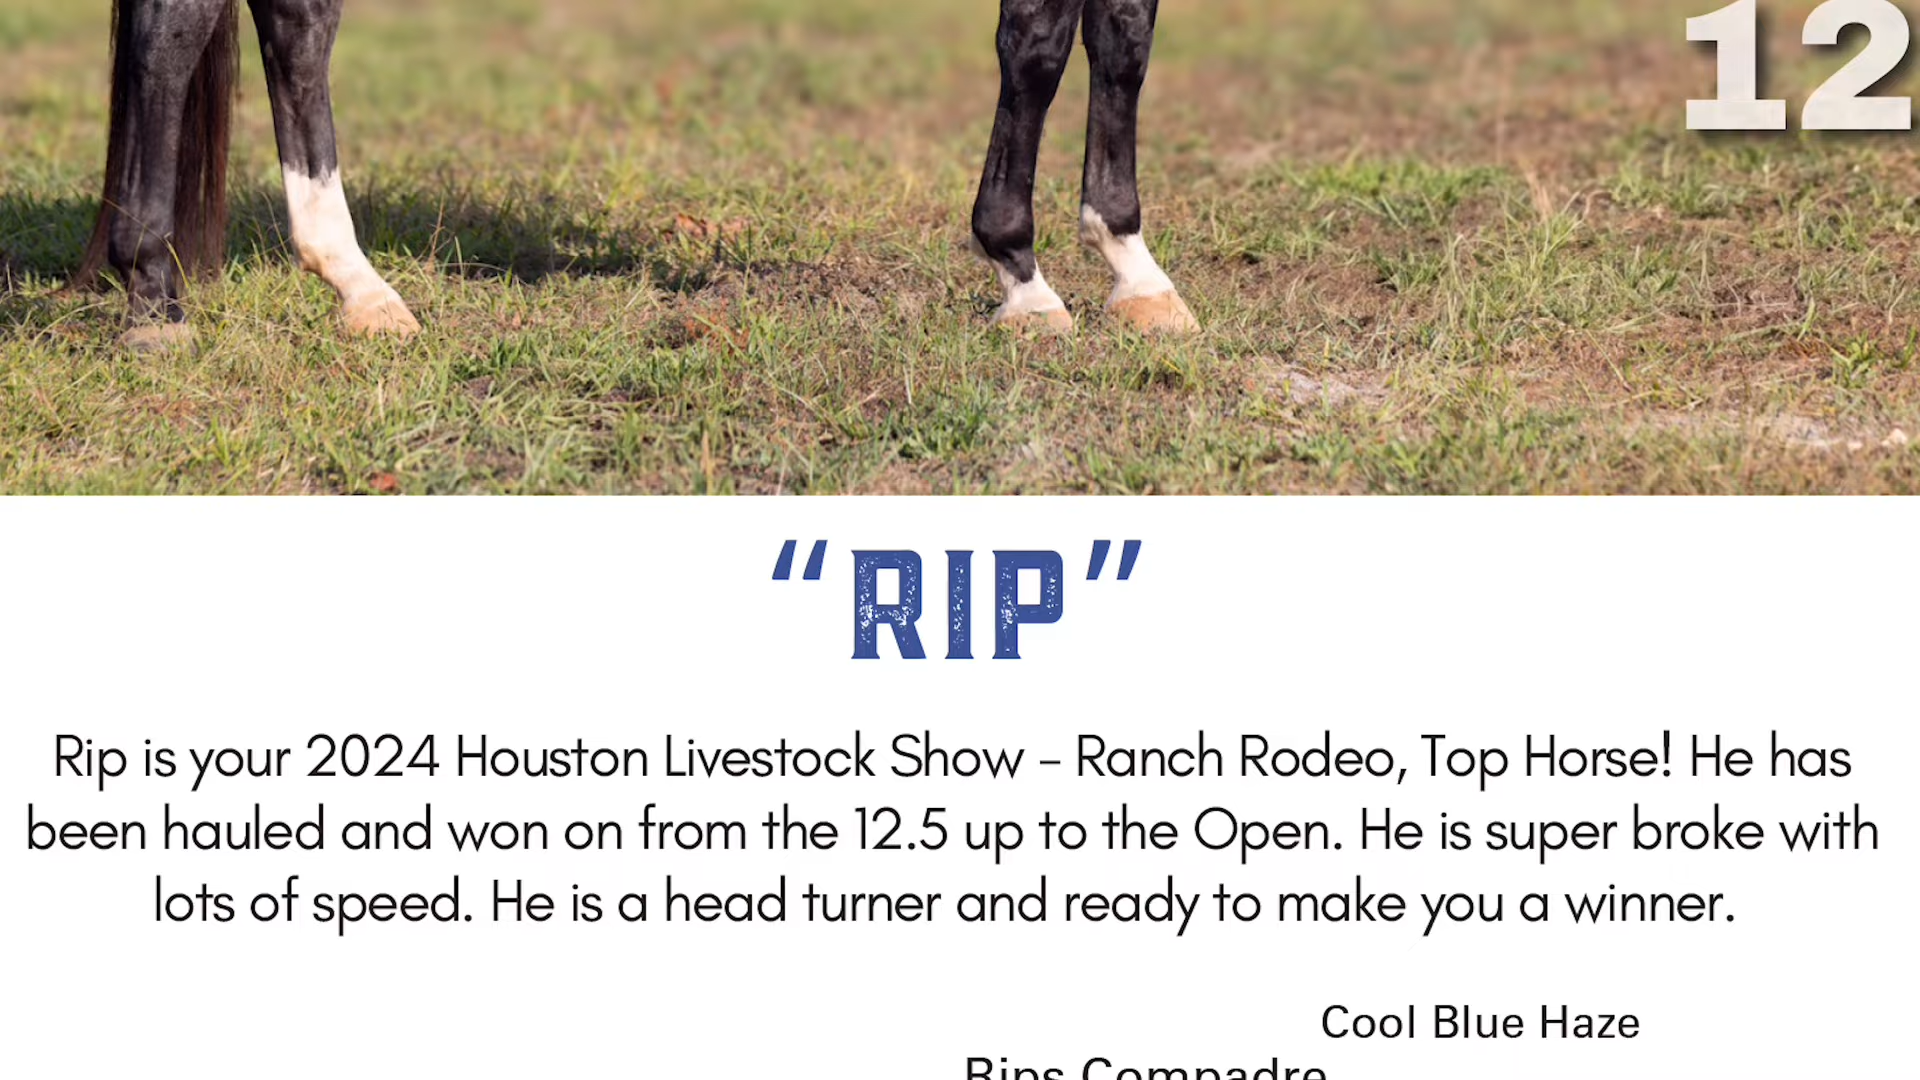 12
“RIP”
Rip is your 2024 Houston Livestock Show – Ranch Rodeo, Top Horse! He has
been hauled and won on from the 12.5 up to the Open. He is super broke with
lots of speed. He is a head turner and ready to make you a winner.
Cool Blue Haze
Rips Compadre